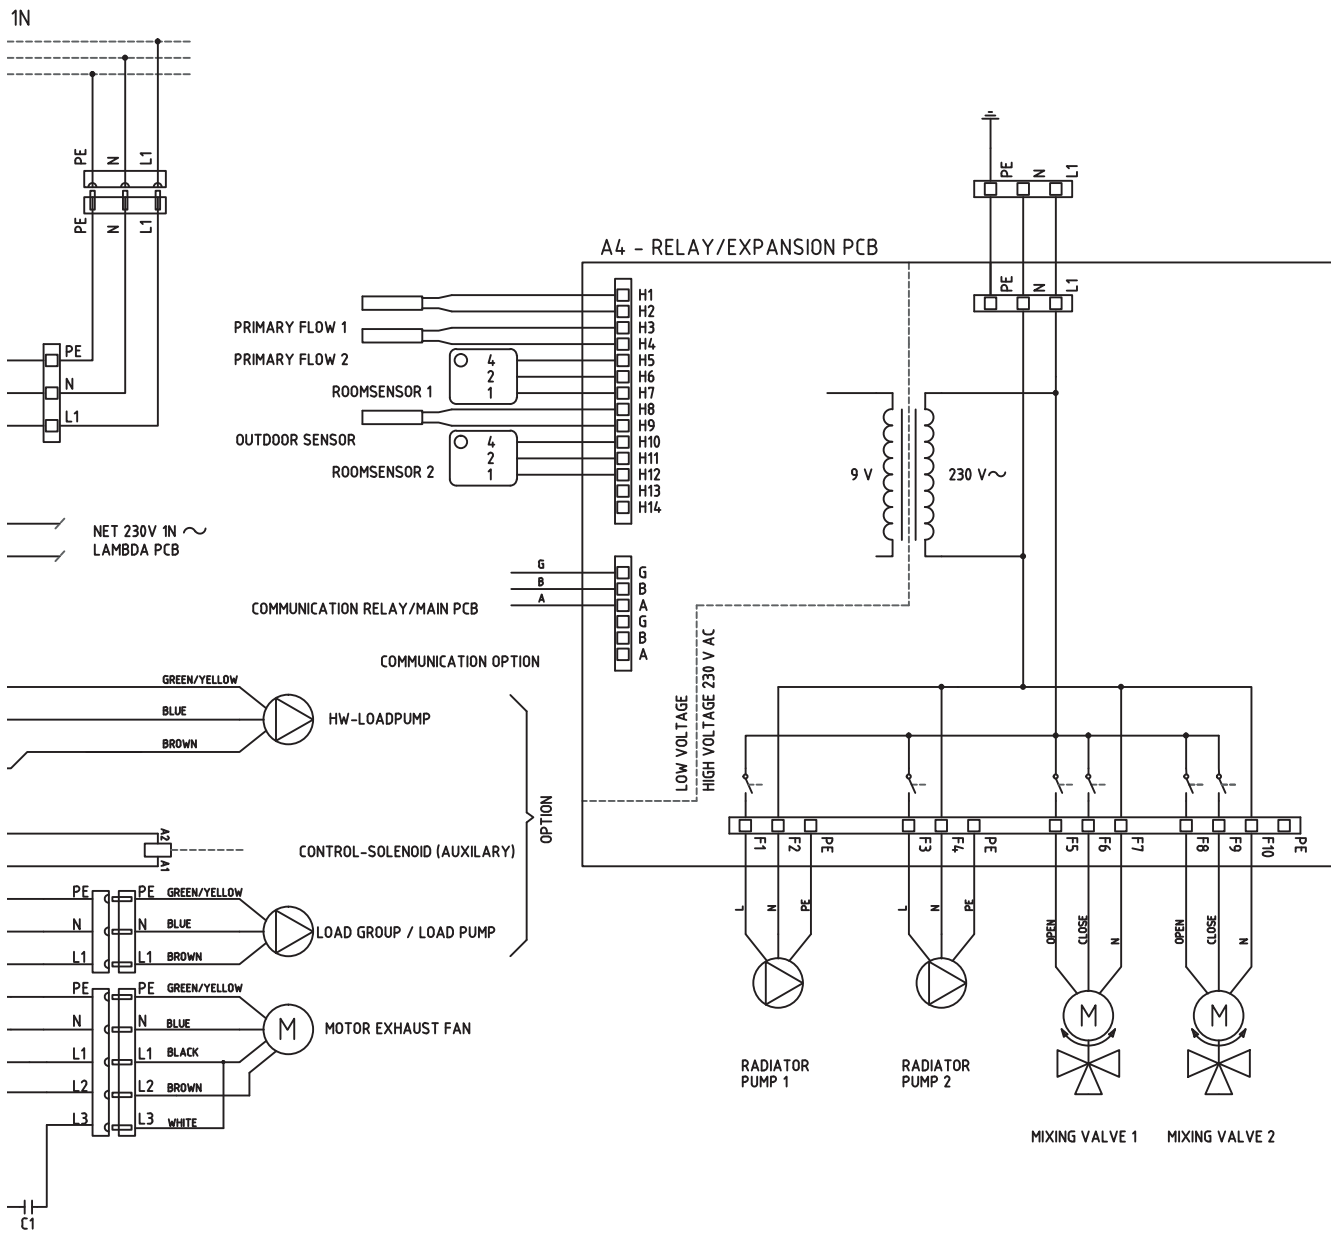 1N
PE
N
L1
PE
N
L1
PE
N
L1
NET 230V 1N ~
LAMBDA PCB
PE
N
L1
A4 - RELAY/EXPANSION PCB
PE
N
L1
PRIMARY FLOW 1
PRIMARY FLOW 2
ROOMSENSOR 1
OUTDOOR SENSOR
ROOMSENSOR 2
4
2
1
4
2
1
H1
H2
H3
H4
H5
H6
H7
H8
H9
H10
H11
H12
H13
H14
9 V
230 V~
G
B
A
G
B
A
G
B
A
COMMUNICATION RELAY/MAIN PCB
COMMUNICATION OPTION
LOW VOLTAGE
HIGH VOLTAGE 230 V AC
GREEN/YELLOW
BLUE
BROWN
HW-LOADPUMP
OPTION
A2
A1
CONTROL-SOLENOID (AUXILARY)
PE
PE
GREEN/YELLOW
N
N
BLUE
LOAD GROUP / LOAD PUMP
L1
L1
BROWN
PE
PE
GREEN/YELLOW
N
N
BLUE
M
MOTOR EXHAUST FAN
L1
L1
BLACK
L2
L2
BROWN
L3
L3
WHITE
C1
F1
F2
PE
F3
F4
PE
F5
F6
F7
F8
F9
F10
PE
L
N
PE
L
N
PE
OPEN
CLOSE
N
OPEN
CLOSE
N
M
M
RADIATOR
PUMP 1
RADIATOR
PUMP 2
MIXING VALVE 1
MIXING VALVE 2